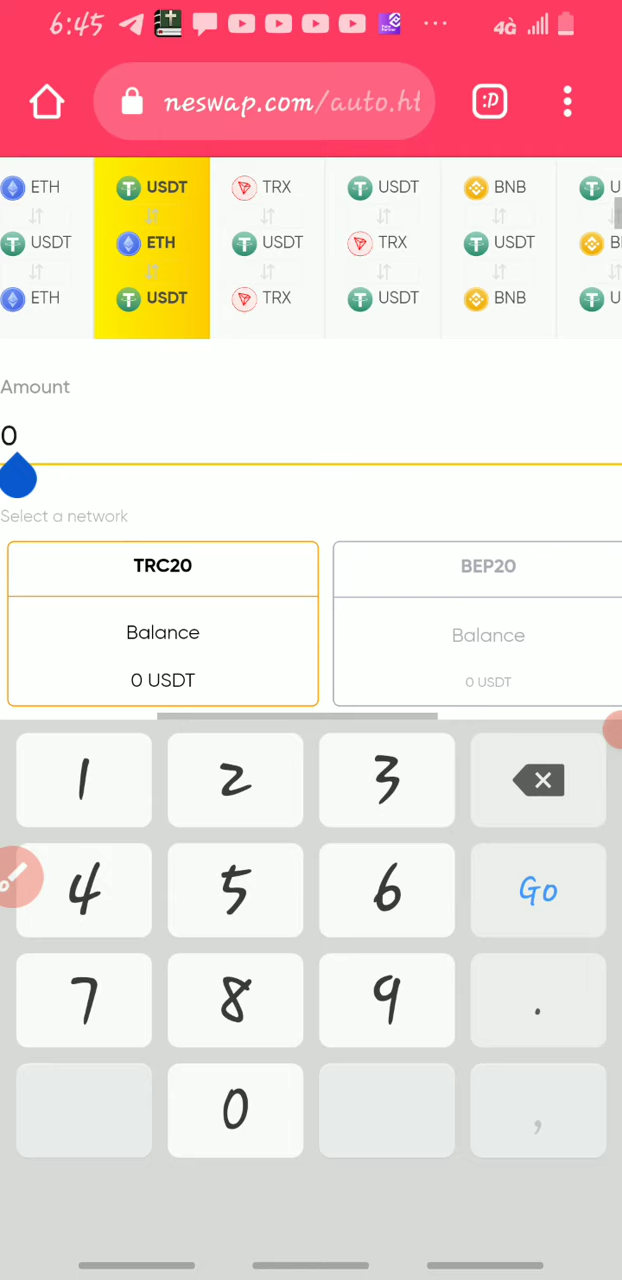 6:45 4G
neswap.com/auto.ht :D
ETH USDT TRX USDT BNB U
USDT ETH USDT TRX USDT B
ETH USDT TRX USDT BNB U
Amount
0
Select a network
TRC20 BEP20
Balance Balance
0 USDT 0 USDT
1 2 3
4 5 6 Go
7 8 9 .
0 ,